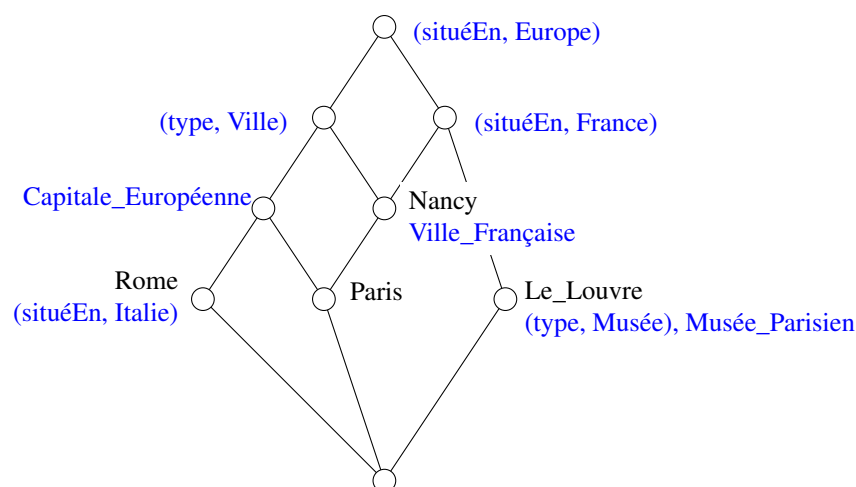 (situéEn, Europe)
(type, Ville)
(situéEn, France)
Capitale_Européenne
Nancy
Ville_Française
Rome
(situéEn, Italie)
Paris
Le_Louvre
(type, Musée), Musée_Parisien